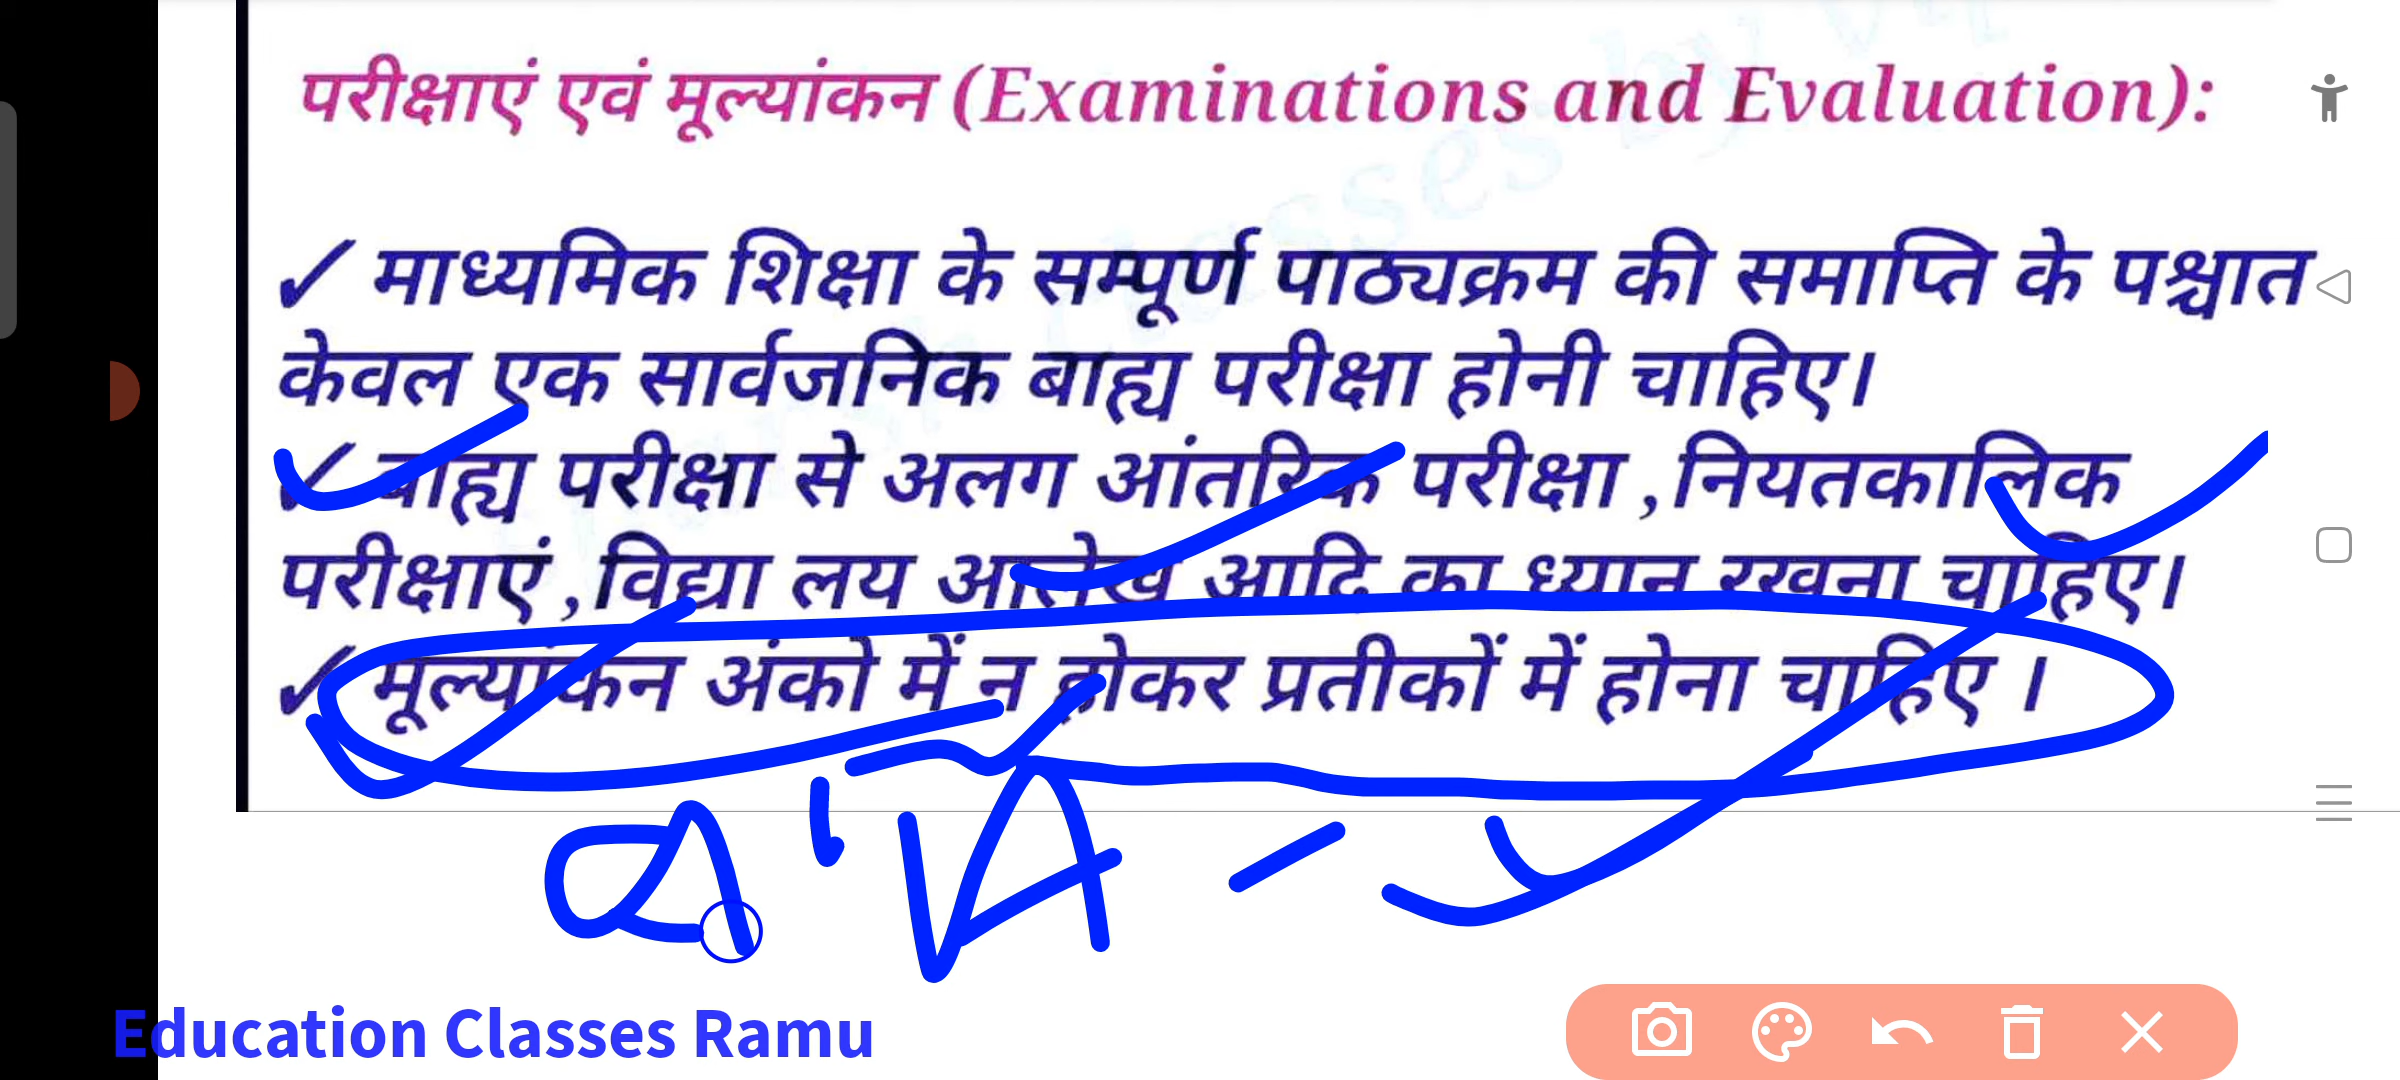 परीक्षाएं एवं मूल्यांकन (Examinations and Evaluation):
✓ माध्यमिक शिक्षा के सम्पूर्ण पाठ्यक्रम की समाप्ति के पश्चात
केवल एक सार्वजनिक बाह्य परीक्षा होनी चाहिए।
✓ बाह्य परीक्षा से अलग आंतरिक परीक्षा ,नियतकालिक
परीक्षाएं ,विद्या लय आलेख आदि का ध्यान रखना चाहिए।
✓ मूल्यांकन अंको में न होकर प्रतीकों में होना चाहिए ।
Education Classes Ramu